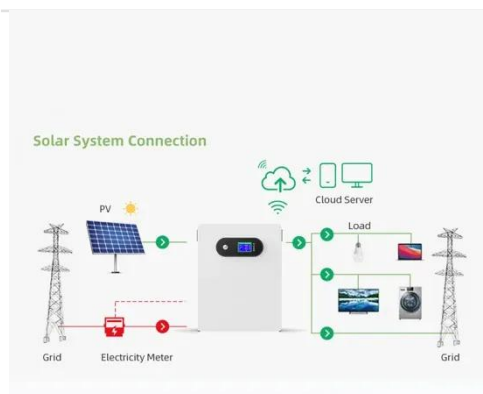 Solar System Connection
Cloud Server
PV
Load
Grid
Electricity Meter
Grid